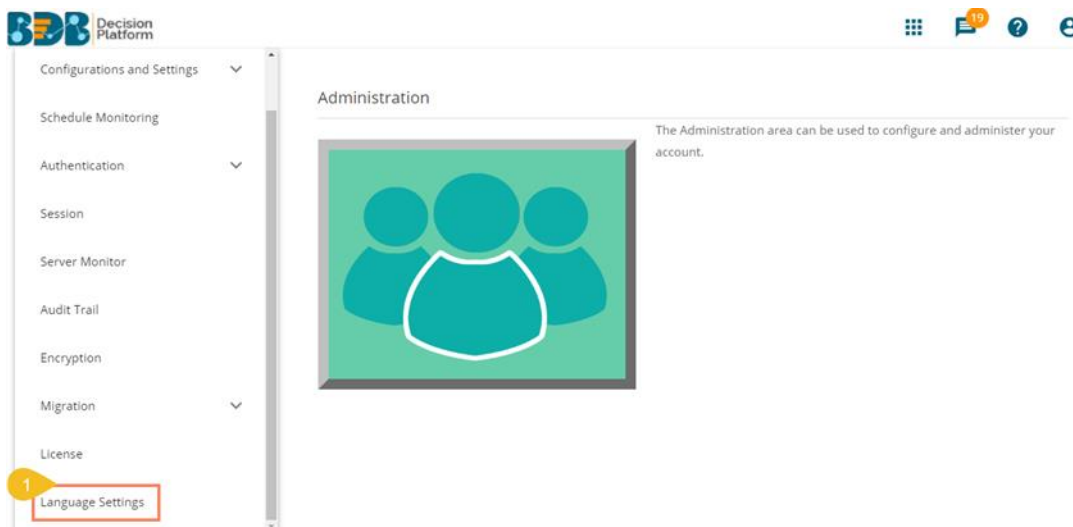 BDB Decision
Platform
19
Configurations and Settings
Schedule Monitoring
Authentication
Session
Server Monitor
Audit Trail
Encryption
Migration
License
1
Language Settings
Administration
The Administration area can be used to configure and administer your
account.